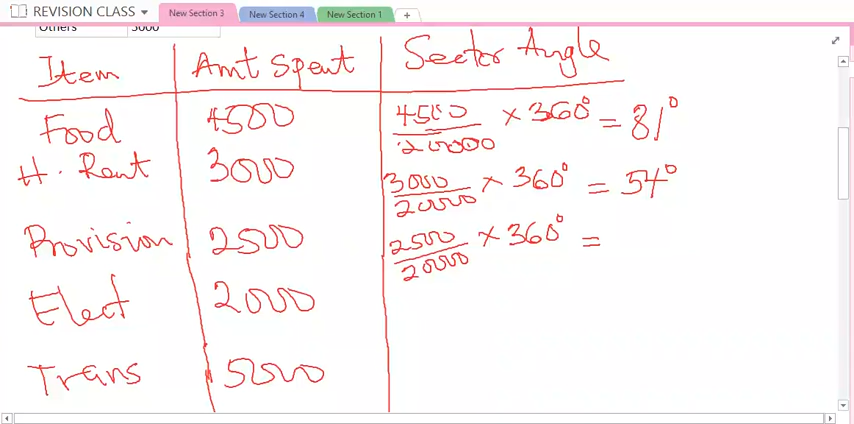 REVISION CLASS New Section 3 New Section 4 New Section 1 +
Others 3000
Item Amt Spent Sector Angle
Food 4500 4500/20000 × 360° = 81°
H. Rent 3000 3000/20000 × 360° = 54°
Provision 2500 2500/20000 × 360° =
Elect 2000
Trans 5000